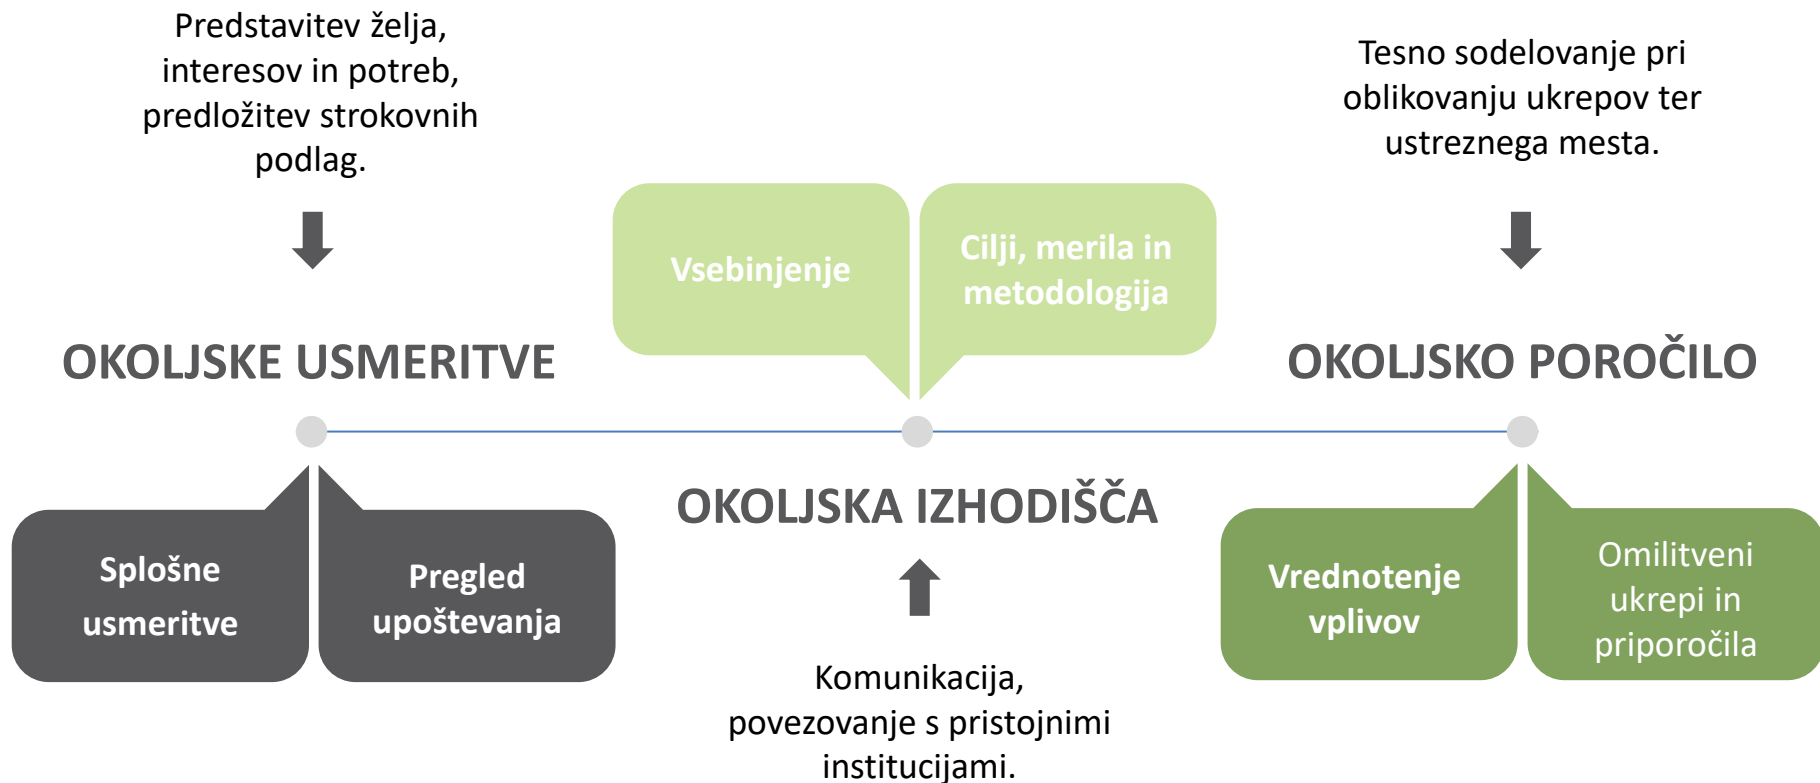 Predstavitev želja,
interesov in potreb,
predložitev strokovnih
podlag.
OKOLJSKE USMERITVE
Splošne
usmeritve
Pregled
upoštevanja
Vsebinjenje
Cilji, merila in
metodologija
OKOLJSKA IZHODIŠČA
Komunikacija,
povezovanje s pristojnimi
institucijami.
Tesno sodelovanje pri
oblikovanju ukrepov ter
ustreznega mesta.
OKOLJSKO POROČILO
Vrednotenje
vplivov
Omilitveni
ukrepi in
priporočila